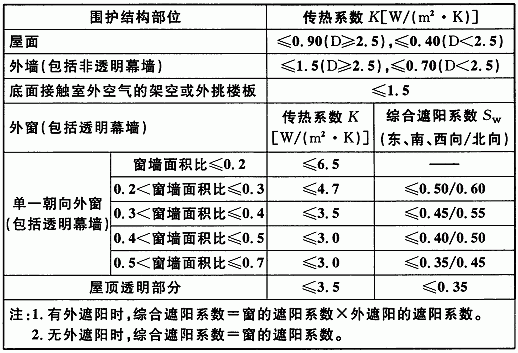 围护结构部位 传热系数 K[W/(m²·K)]
屋面 ≤0.90(D≥2.5),≤0.40(D<2.5)
外墙(包括非透明幕墙) ≤1.5(D≥2.5),≤0.70(D<2.5)
底面接触室外空气的架空或外挑楼板 ≤1.5
外窗(包括透明幕墙) 传热系数 K [W/(m²·K)] 综合遮阳系数 Sw (东、南、西向/北向)
单一朝向外窗(包括透明幕墙) 窗墙面积比≤0.2 ≤6.5 ——
0.2<窗墙面积比≤0.3 ≤4.7 ≤0.50/0.60
0.3<窗墙面积比≤0.4 ≤3.5 ≤0.45/0.55
0.4<窗墙面积比≤0.5 ≤3.0 ≤0.40/0.50
0.5<窗墙面积比≤0.7 ≤3.0 ≤0.35/0.45
屋顶透明部分 ≤3.5 ≤0.35
注:1. 有外遮阳时,综合遮阳系数=窗的遮阳系数×外遮阳的遮阳系数。
2. 无外遮阳时,综合遮阳系数=窗的遮阳系数。